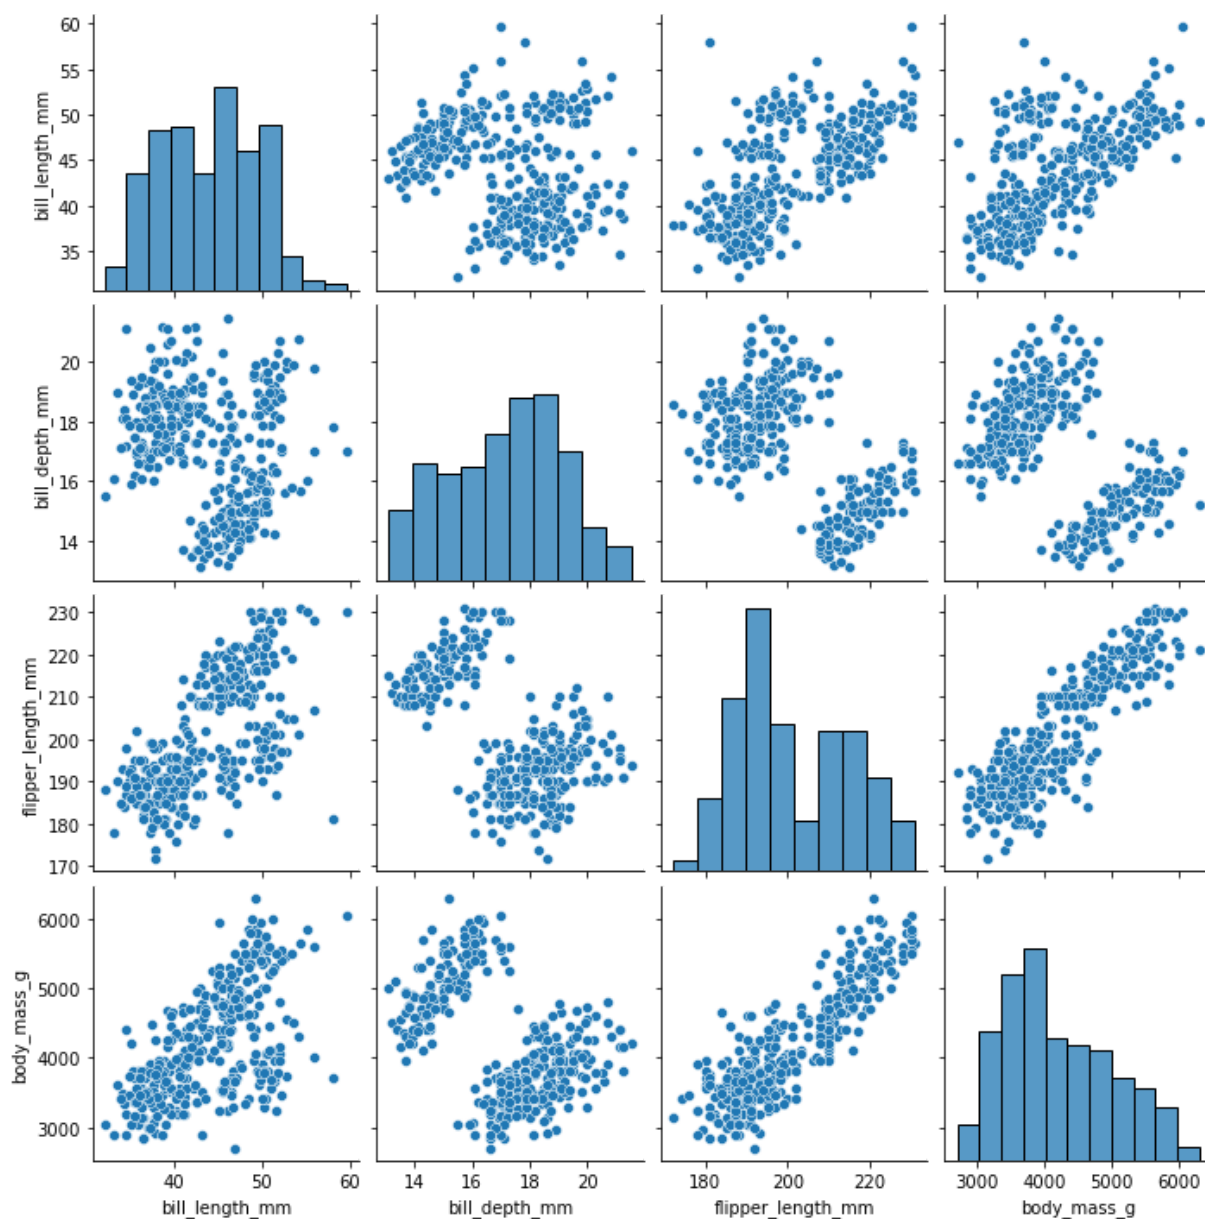 60
55
50
45
40
35
bill_length_mm
20
18
16
14
bill_depth_mm
230
220
210
200
190
180
170
flipper_length_mm
6000
5000
4000
3000
body_mass_g
40 50 60
14 16 18 20
180 200 220
3000 4000 5000 6000
bill_length_mm
bill_depth_mm
flipper_length_mm
body_mass_g